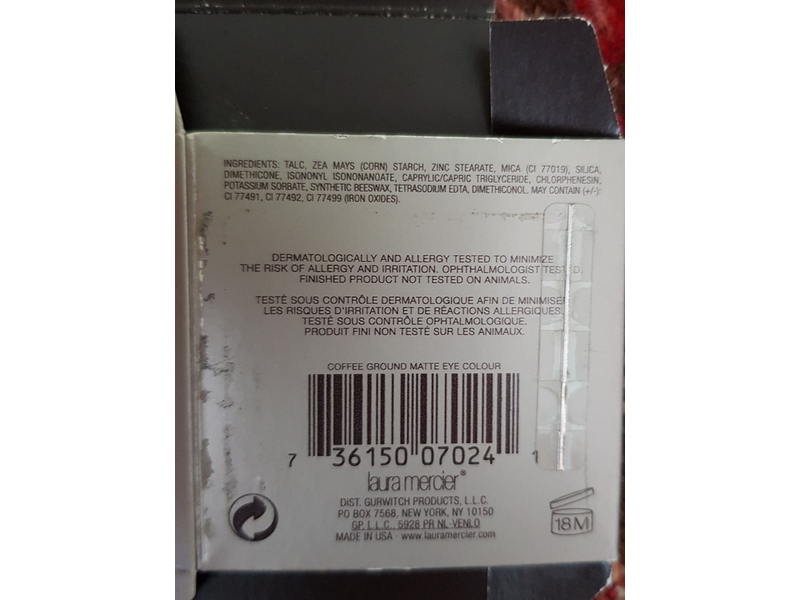 INGREDIENTS: TALC, ZEA MAYS (CORN) STARCH, ZINC STEARATE, MICA (CI 77019), SILICA,
DIMETHICONE, ISONONYL ISONONANOATE, CAPRYLIC/CAPRIC TRIGLYCERIDE, CHLORPHENESIN,
POTASSIUM SORBATE, SYNTHETIC BEESWAX, TETRASODIUM EDTA, DIMETHICONOL. MAY CONTAIN (+/-):
CI 77491, CI 77492, CI 77499 (IRON OXIDES).
DERMATOLOGICALLY AND ALLERGY TESTED TO MINIMIZE
THE RISK OF ALLERGY AND IRRITATION. OPHTHALMOLOGIST TESTED.
FINISHED PRODUCT NOT TESTED ON ANIMALS.
TESTÉ SOUS CONTRÔLE DERMATOLOGIQUE AFIN DE MINIMISER
LES RISQUES D'IRRITATION ET DE RÉACTIONS ALLERGIQUES.
TESTÉ SOUS CONTRÔLE OPHTALMOLOGIQUE.
PRODUIT FINI NON TESTÉ SUR LES ANIMAUX.
COFFEE GROUND MATTE EYE COLOUR
7 36150 07024 1
laura mercier®
DIST. GURWITCH PRODUCTS, L.L.C.
PO BOX 7568, NEW YORK, NY 10150
GP, L.L.C., 5928 PR NL-VENLO
MADE IN USA · www.lauramercier.com
18M